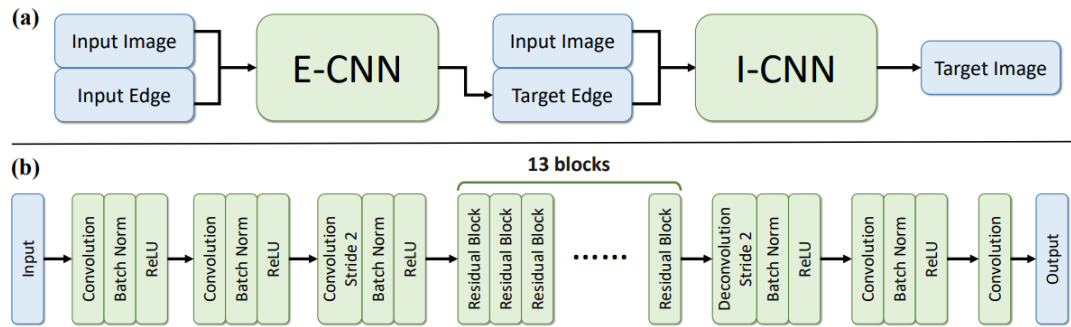 (a)
Input Image
Input Edge
E-CNN
Input Image
Target Edge
I-CNN
Target Image
(b)
13 blocks
Input
Convolution
Batch Norm
ReLU
Convolution
Batch Norm
ReLU
Convolution
Stride 2
Batch Norm
ReLU
Residual Block
Residual Block
Residual Block
……
Residual Block
Deconvolution
Stride 2
Batch Norm
ReLU
Convolution
Batch Norm
ReLU
Convolution
Output